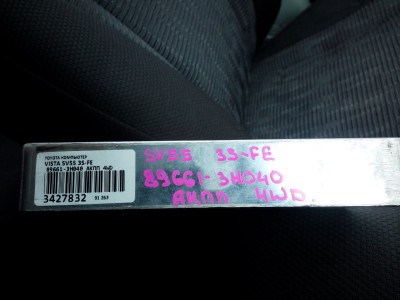 TOYOTA КОМПЬЮТЕР
VISTA SV55 3S-FE
89661-3H040 АКПП 4WD
3427832
SV55 3S-FE
89661-3H040
АКПП 4WD